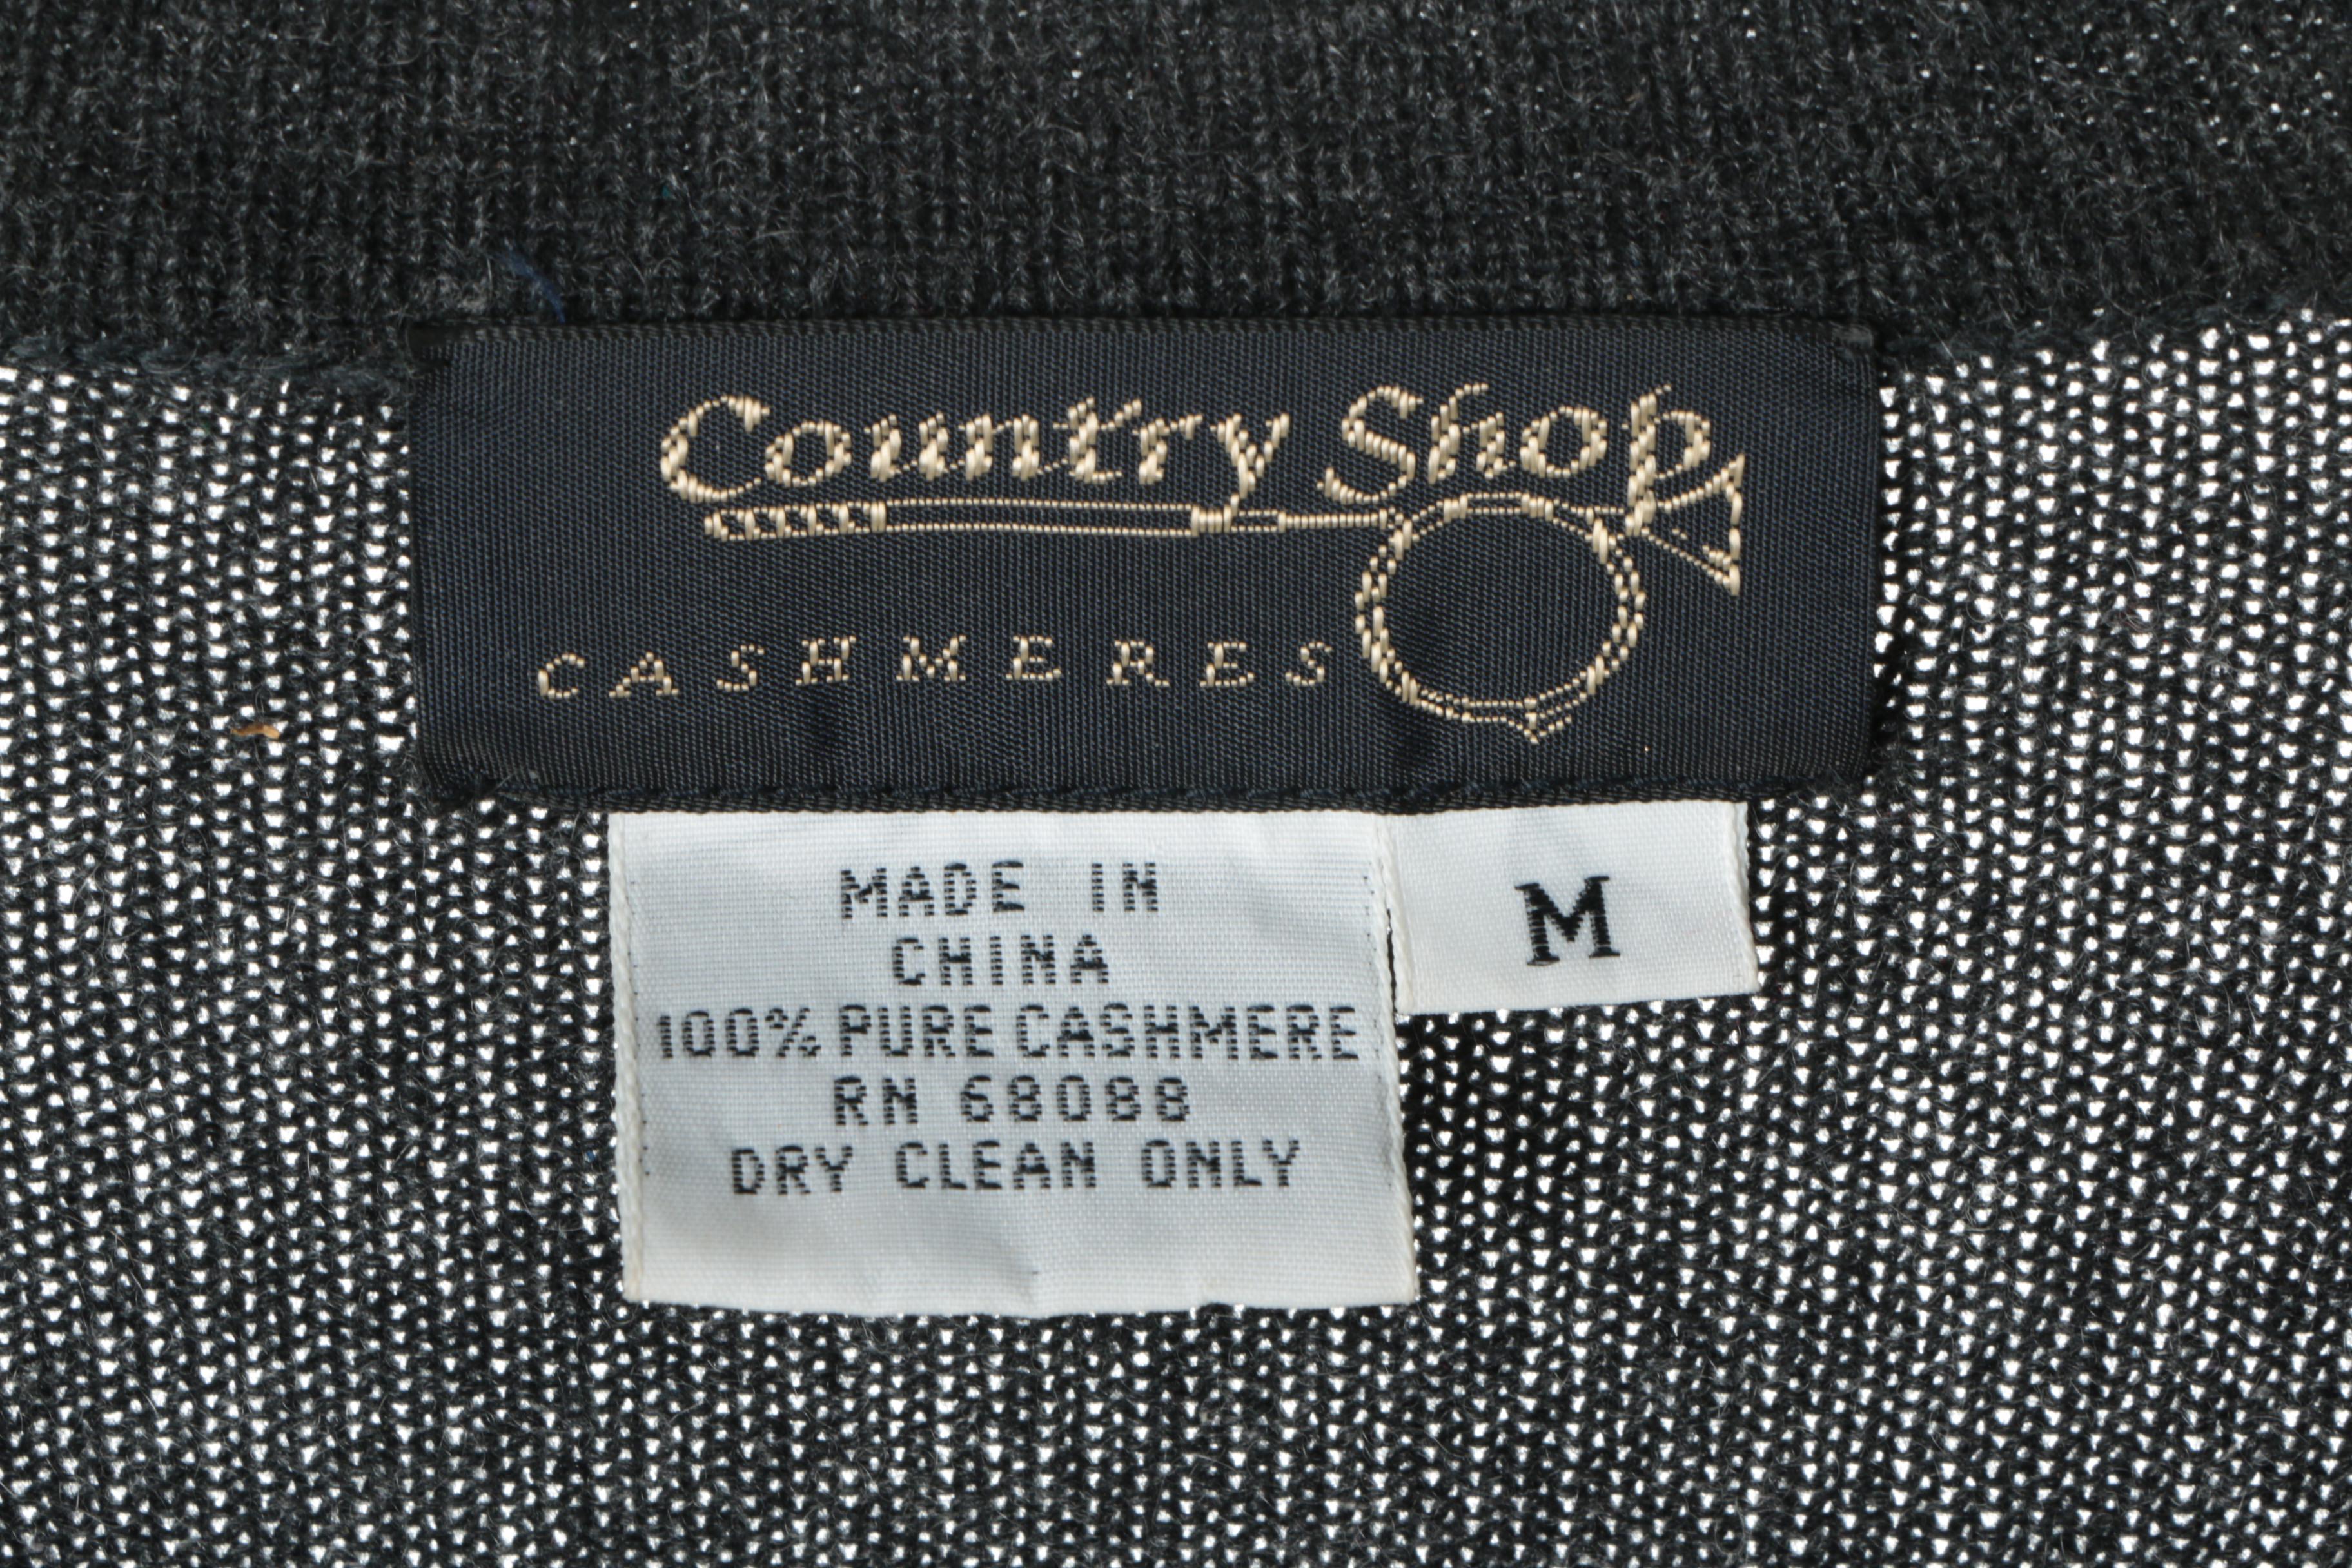 Country Shop
CASHMERES
MADE IN
CHINA
100% PURE CASHMERE
RN 68088
DRY CLEAN ONLY
M